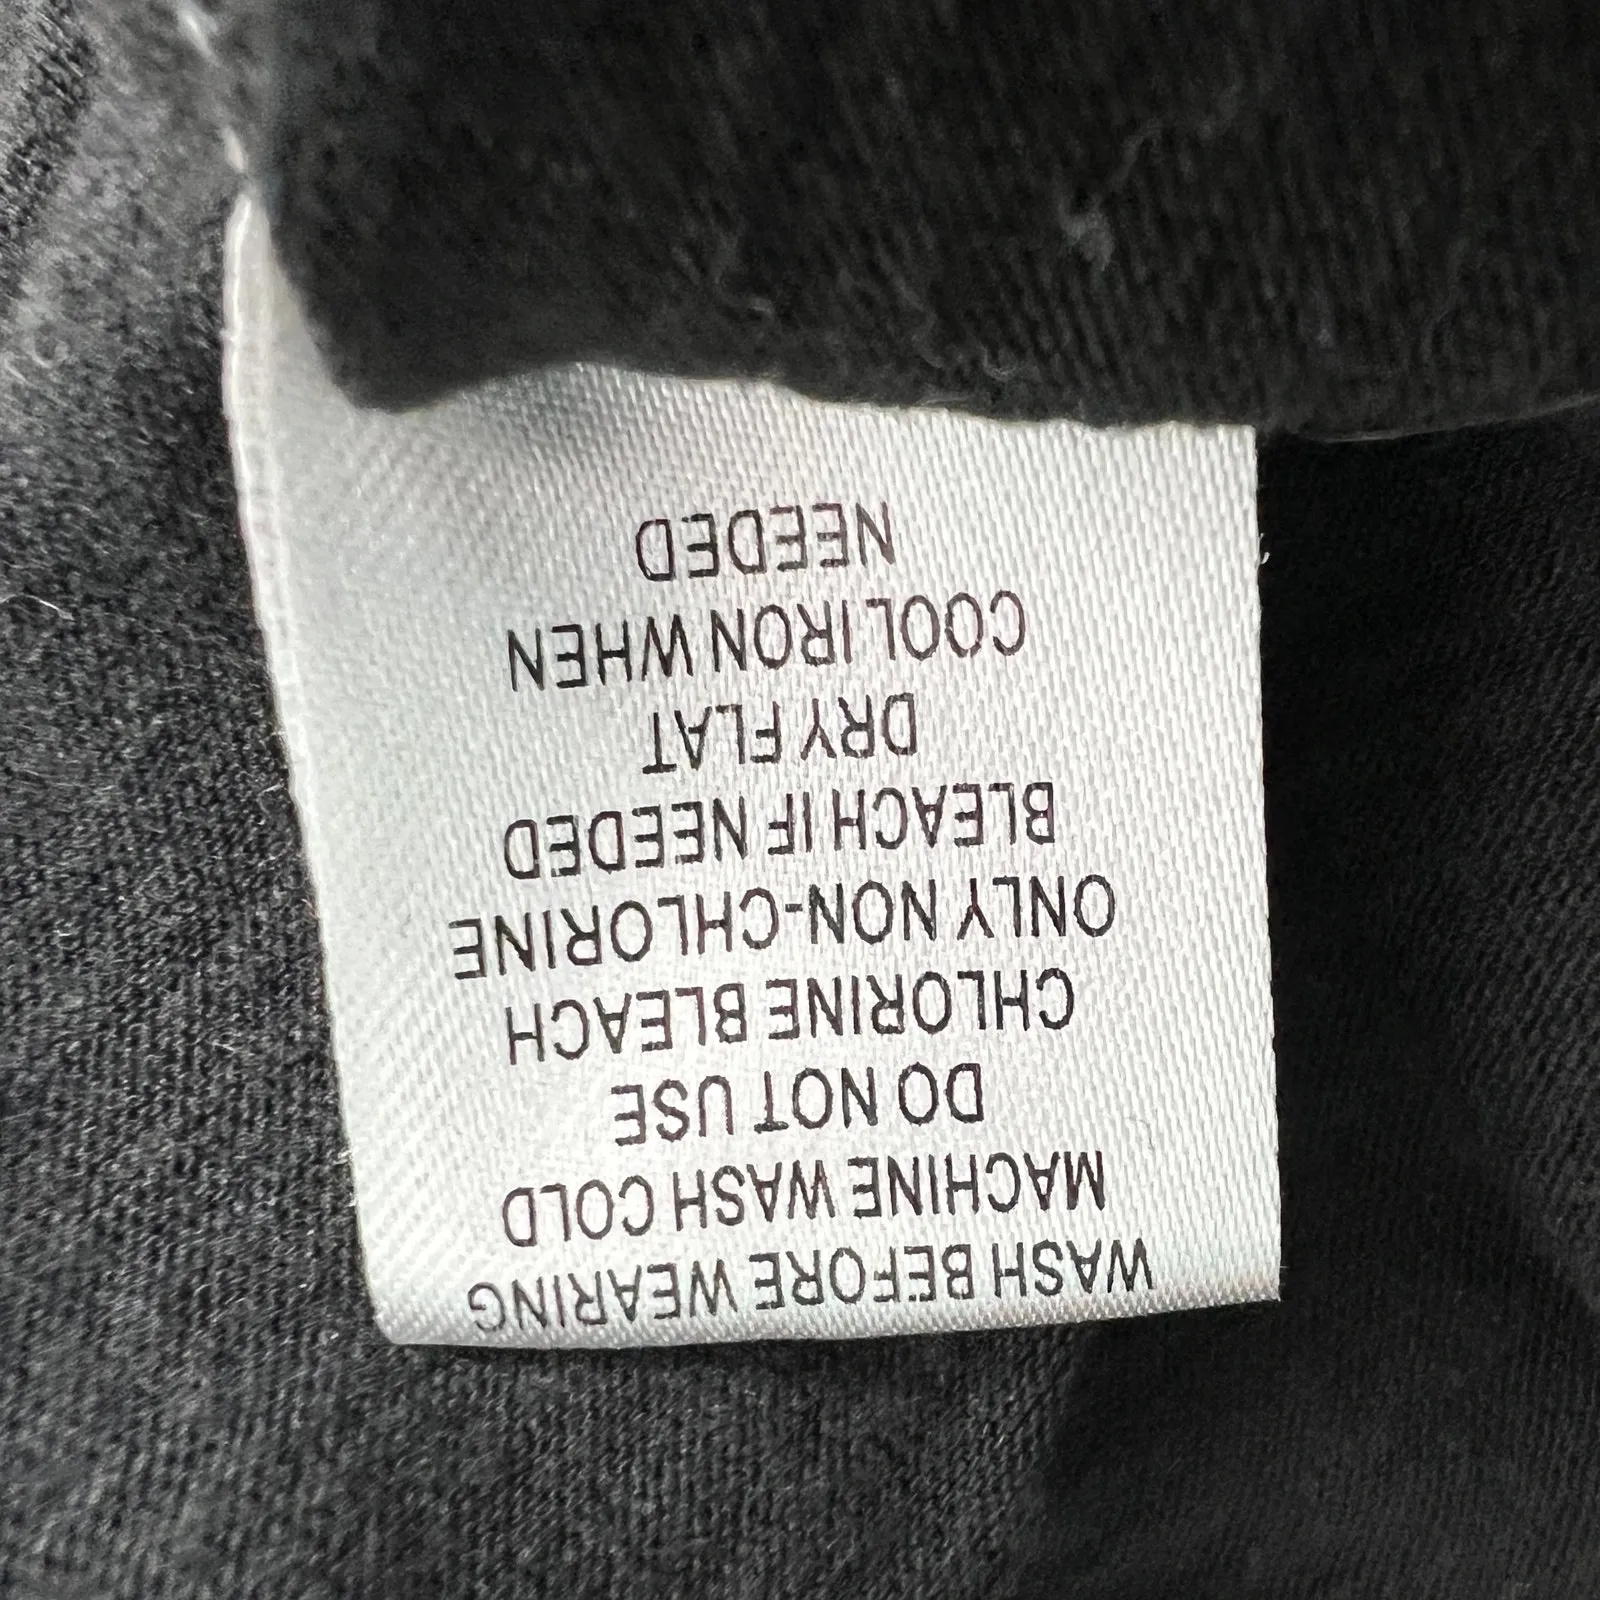 WASH BEFORE WEARING
MACHINE WASH COLD
DO NOT USE
CHLORINE BLEACH
ONLY NON-CHLORINE
BLEACH IF NEEDED
DRY FLAT
COOL IRON WHEN
NEEDED